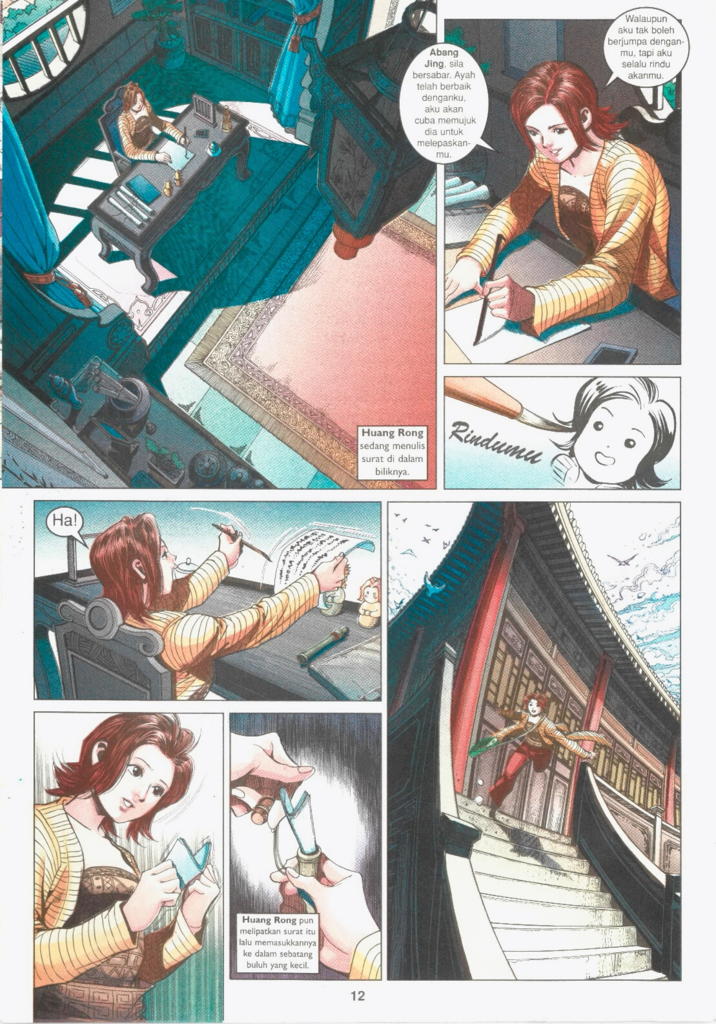 Huang Rong
sedang menulis
surat di dalam
biliknya.
Abang
Jing, sila
bersabar. Ayah
telah berbaik
denganku,
aku akan
cuba memujuk
dia untuk
melepaskan-
mu.
Walaupun
aku tak boleh
berjumpa dengan-
mu, tapi aku
selalu rindu
akanmu.
Rindumu
Ha!
Huang Rong pun
melipatkan surat itu
lalu memasukkannya
ke dalam sebatang
buluh yang kecil.
12